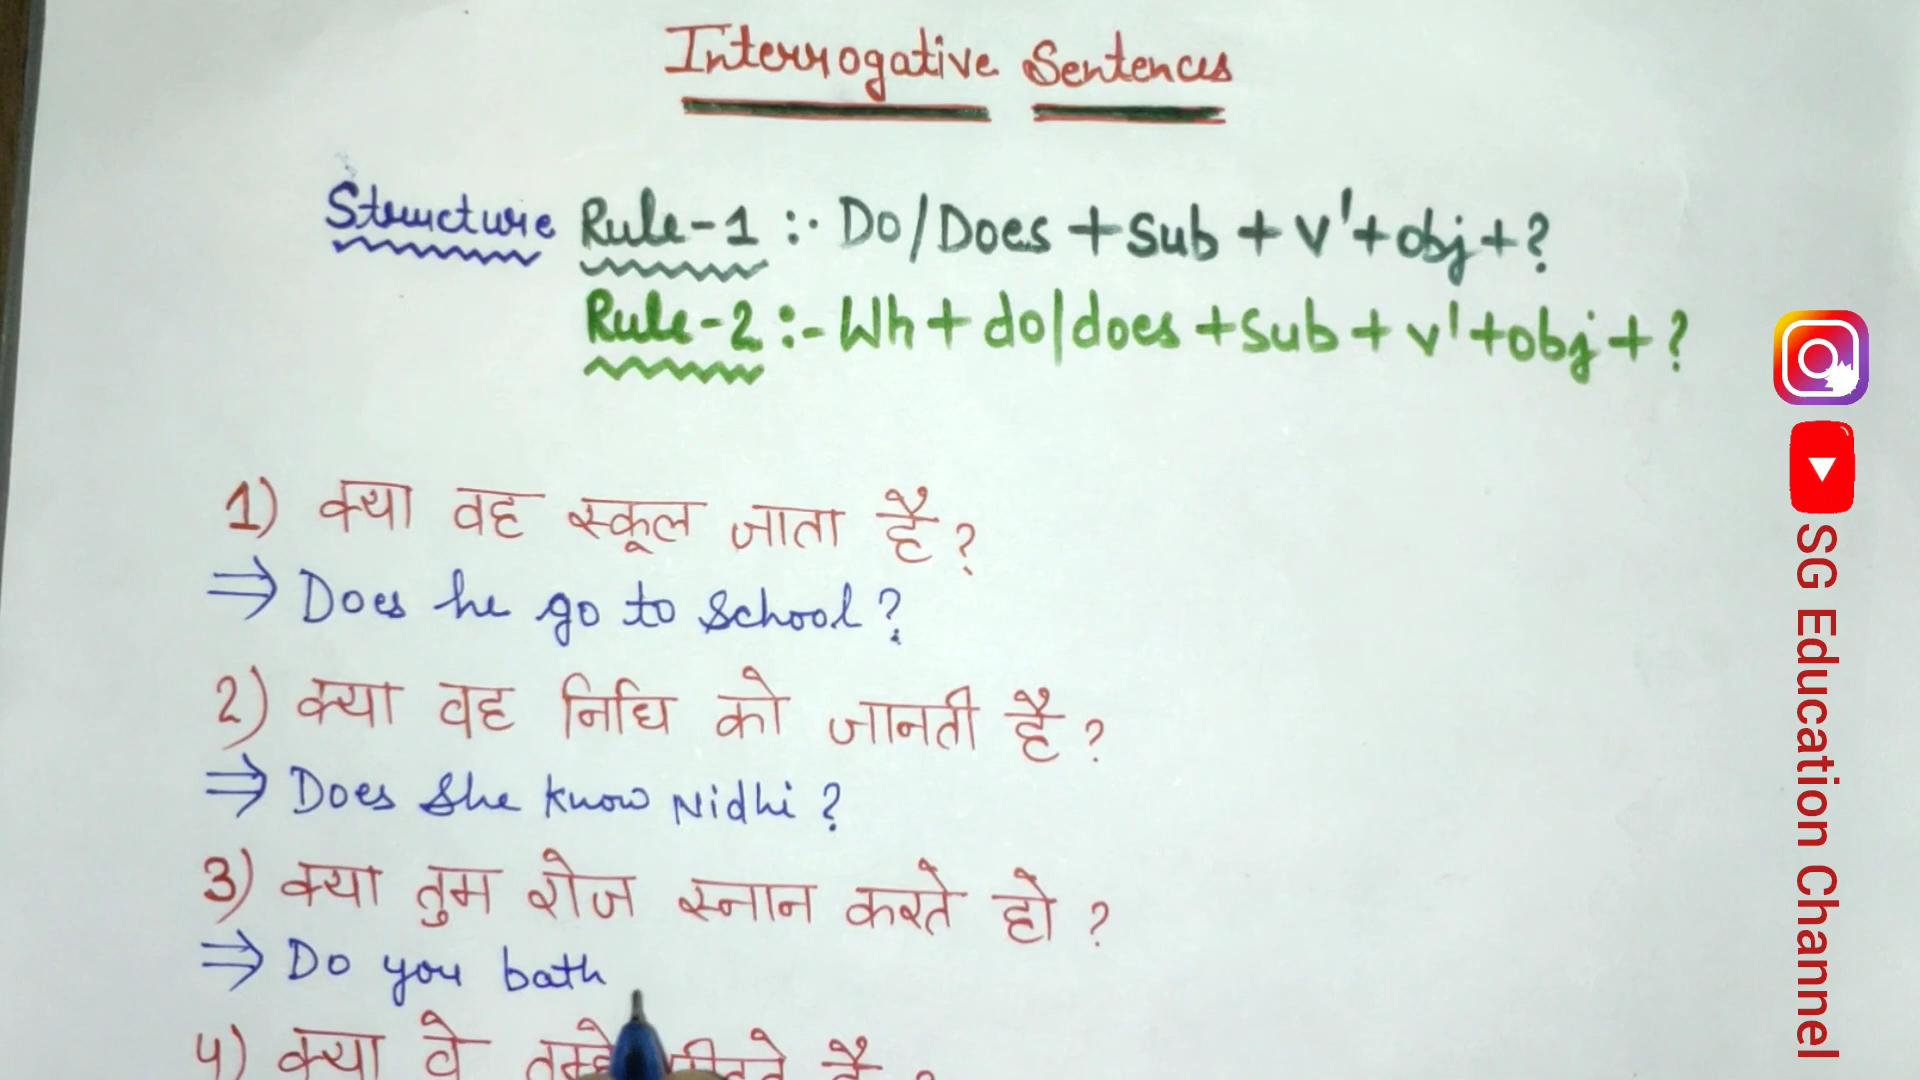 Interrogative Sentences
Structure Rule-1 :- Do/Does + Sub + v' + obj + ?
Rule-2 :- Wh + do/does + Sub + v' + obj + ?
1) क्या वह स्कूल जाता है ?
⇒ Does he go to School ?
2) क्या वह निधि को जानती है ?
⇒ Does She know Nidhi ?
3) क्या तुम रोज स्नान करते हो ?
⇒ Do you bath
4) क्या वे है ?
SG Education Channel